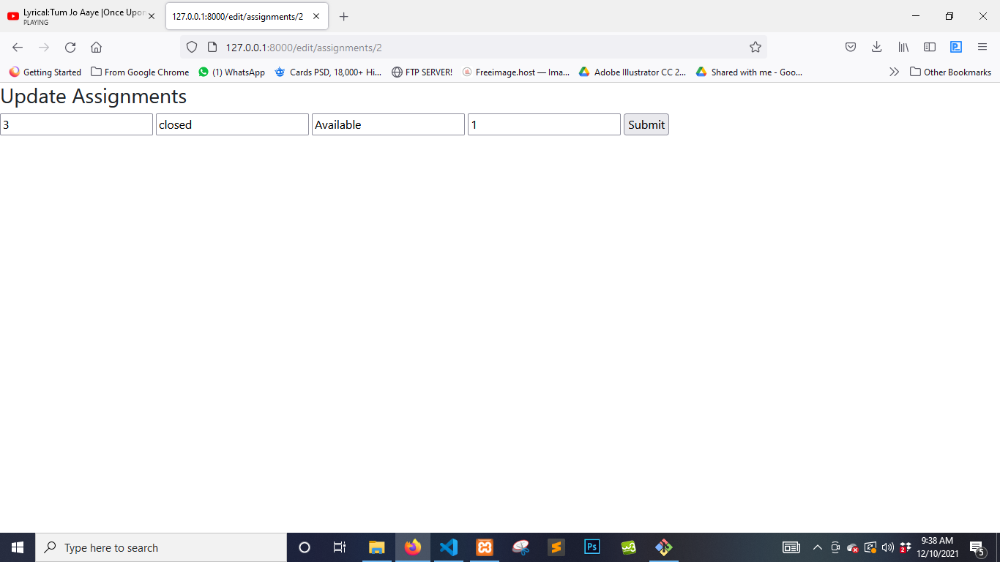 Lyrical:Tum Jo Aaye |Once Upon
PLAYING
127.0.0.1:8000/edit/assignments/2
127.0.0.1:8000/edit/assignments/2
Getting Started
From Google Chrome
(1) WhatsApp
Cards PSD, 18,000+ Hi...
FTP SERVER!
Freeimage.host — Ima...
Adobe Illustrator CC 2...
Shared with me - Goo...
Other Bookmarks
Update Assignments
3 closed Available 1 Submit
Type here to search
Ps
2
9:38 AM
12/10/2021
5